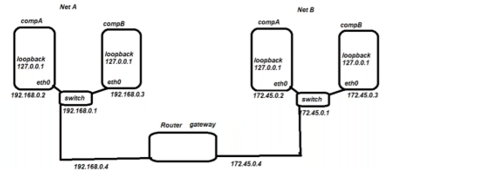 Net A
Net B
compA
compB
compA
compB
loopback
127.0.0.1
loopback
127.0.0.1
loopback
127.0.0.1
loopback
127.0.0.1
eth0
eth0
eth0
eth0
192.168.0.2
switch
192.168.0.3
172.45.0.2
switch
172.45.0.3
192.168.0.1
172.45.0.1
Router gateway
192.168.0.4
172.45.0.4